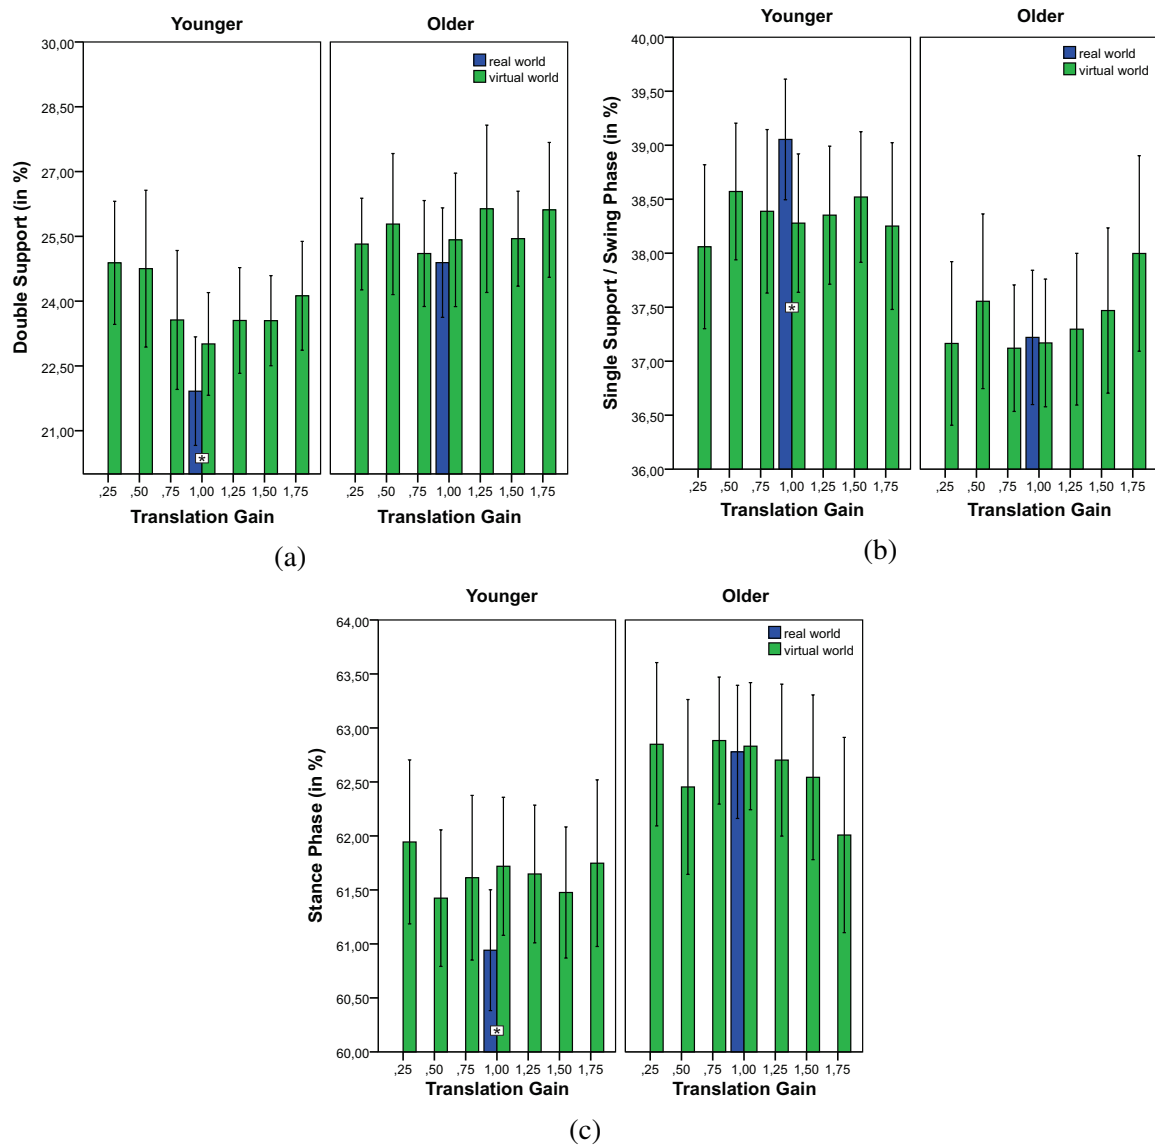 Younger
Older
real world
virtual world
Double Support (in %)
30,00
28,50
27,00
25,50
24,00
22,50
21,00
*
,25 ,50 ,75 1,00 1,25 1,50 1,75
,25 ,50 ,75 1,00 1,25 1,50 1,75
Translation Gain
Translation Gain
(a)
Younger
Older
real world
virtual world
Single Support / Swing Phase (in %)
40,00
39,50
39,00
38,50
38,00
37,50
37,00
36,50
36,00
*
,25 ,50 ,75 1,00 1,25 1,50 1,75
,25 ,50 ,75 1,00 1,25 1,50 1,75
Translation Gain
Translation Gain
(b)
Younger
Older
real world
virtual world
Stance Phase (in %)
64,00
63,50
63,00
62,50
62,00
61,50
61,00
60,50
60,00
*
,25 ,50 ,75 1,00 1,25 1,50 1,75
,25 ,50 ,75 1,00 1,25 1,50 1,75
Translation Gain
Translation Gain
(c)